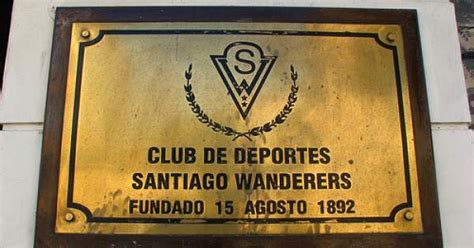 SW
CLUB DE DEPORTES
SANTIAGO WANDERERS
FUNDADO 15 AGOSTO 1892